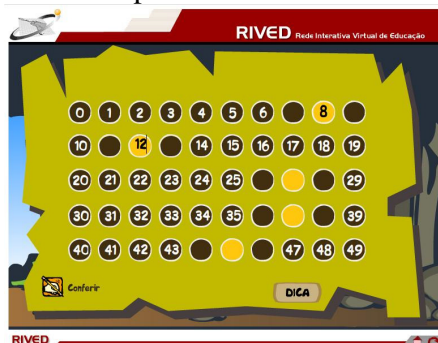 RIVED Rede Interativa Virtual de Educação
0 1 2 3 4 5 6 8
10 12 14 15 16 17 18 19
20 21 22 23 24 25 29
30 31 32 33 34 35 39
40 41 42 43 47 48 49
Conferir DICA
RIVED